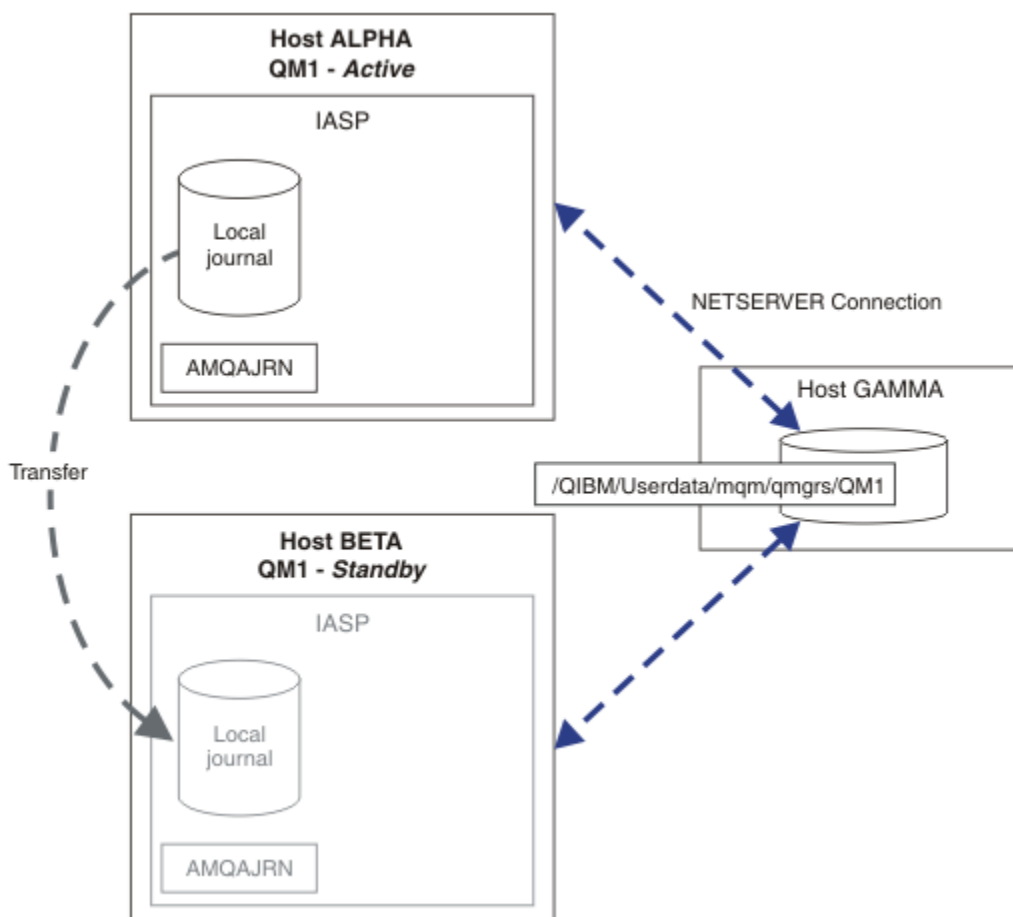 Host ALPHA
QM1 - Active
IASP
Local
journal
AMQAJRN
Transfer
NETSERVER Connection
Host GAMMA
/QIBM/Userdata/mqm/qmgrs/QM1
Host BETA
QM1 - Standby
IASP
Local
journal
AMQAJRN